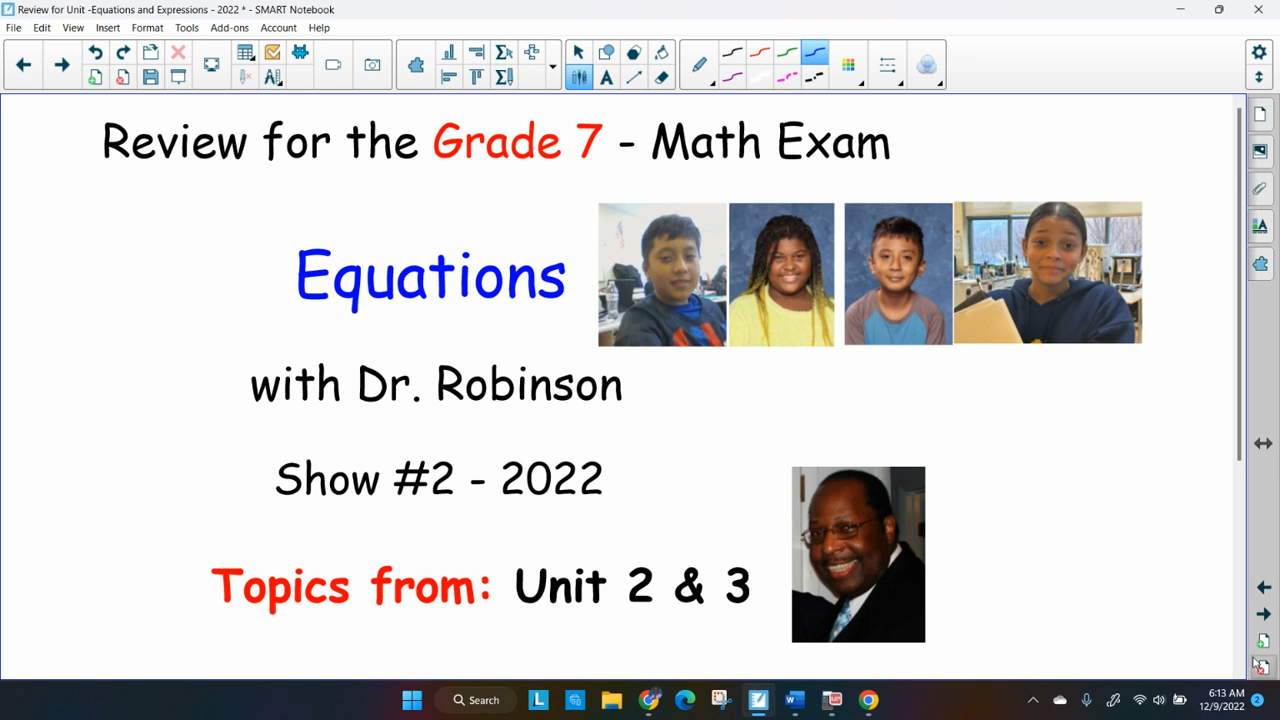 Review for Unit -Equations and Expressions - 2022 * - SMART Notebook
File Edit View Insert Format Tools Add-ons Account Help
Review for the Grade 7 - Math Exam
Equations
with Dr. Robinson
Show #2 - 2022
Topics from: Unit 2 & 3
Search
6:13 AM
12/9/2022
2